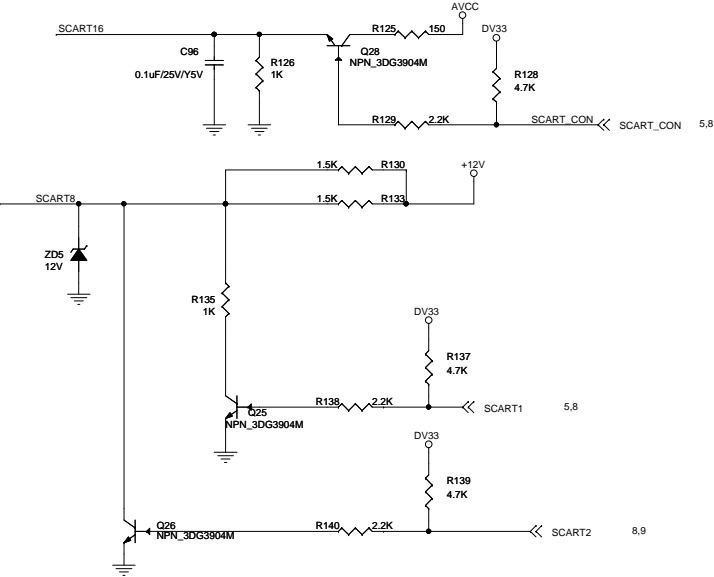 AVCC
SCART16
R125
150
DV33
C96
0.1uF/25V/Y5V
R126
1K
Q28
NPN_3DG3904M
R128
4.7K
R129
2.2K
SCART_CON
SCART_CON
5,8
1.5K
R130
+12V
SCART8
1.5K
R133
ZD5
12V
R135
1K
DV33
R137
4.7K
R138
2.2K
SCART1
5,8
Q25
NPN_3DG3904M
DV33
R139
4.7K
Q26
NPN_3DG3904M
R140
2.2K
SCART2
8,9